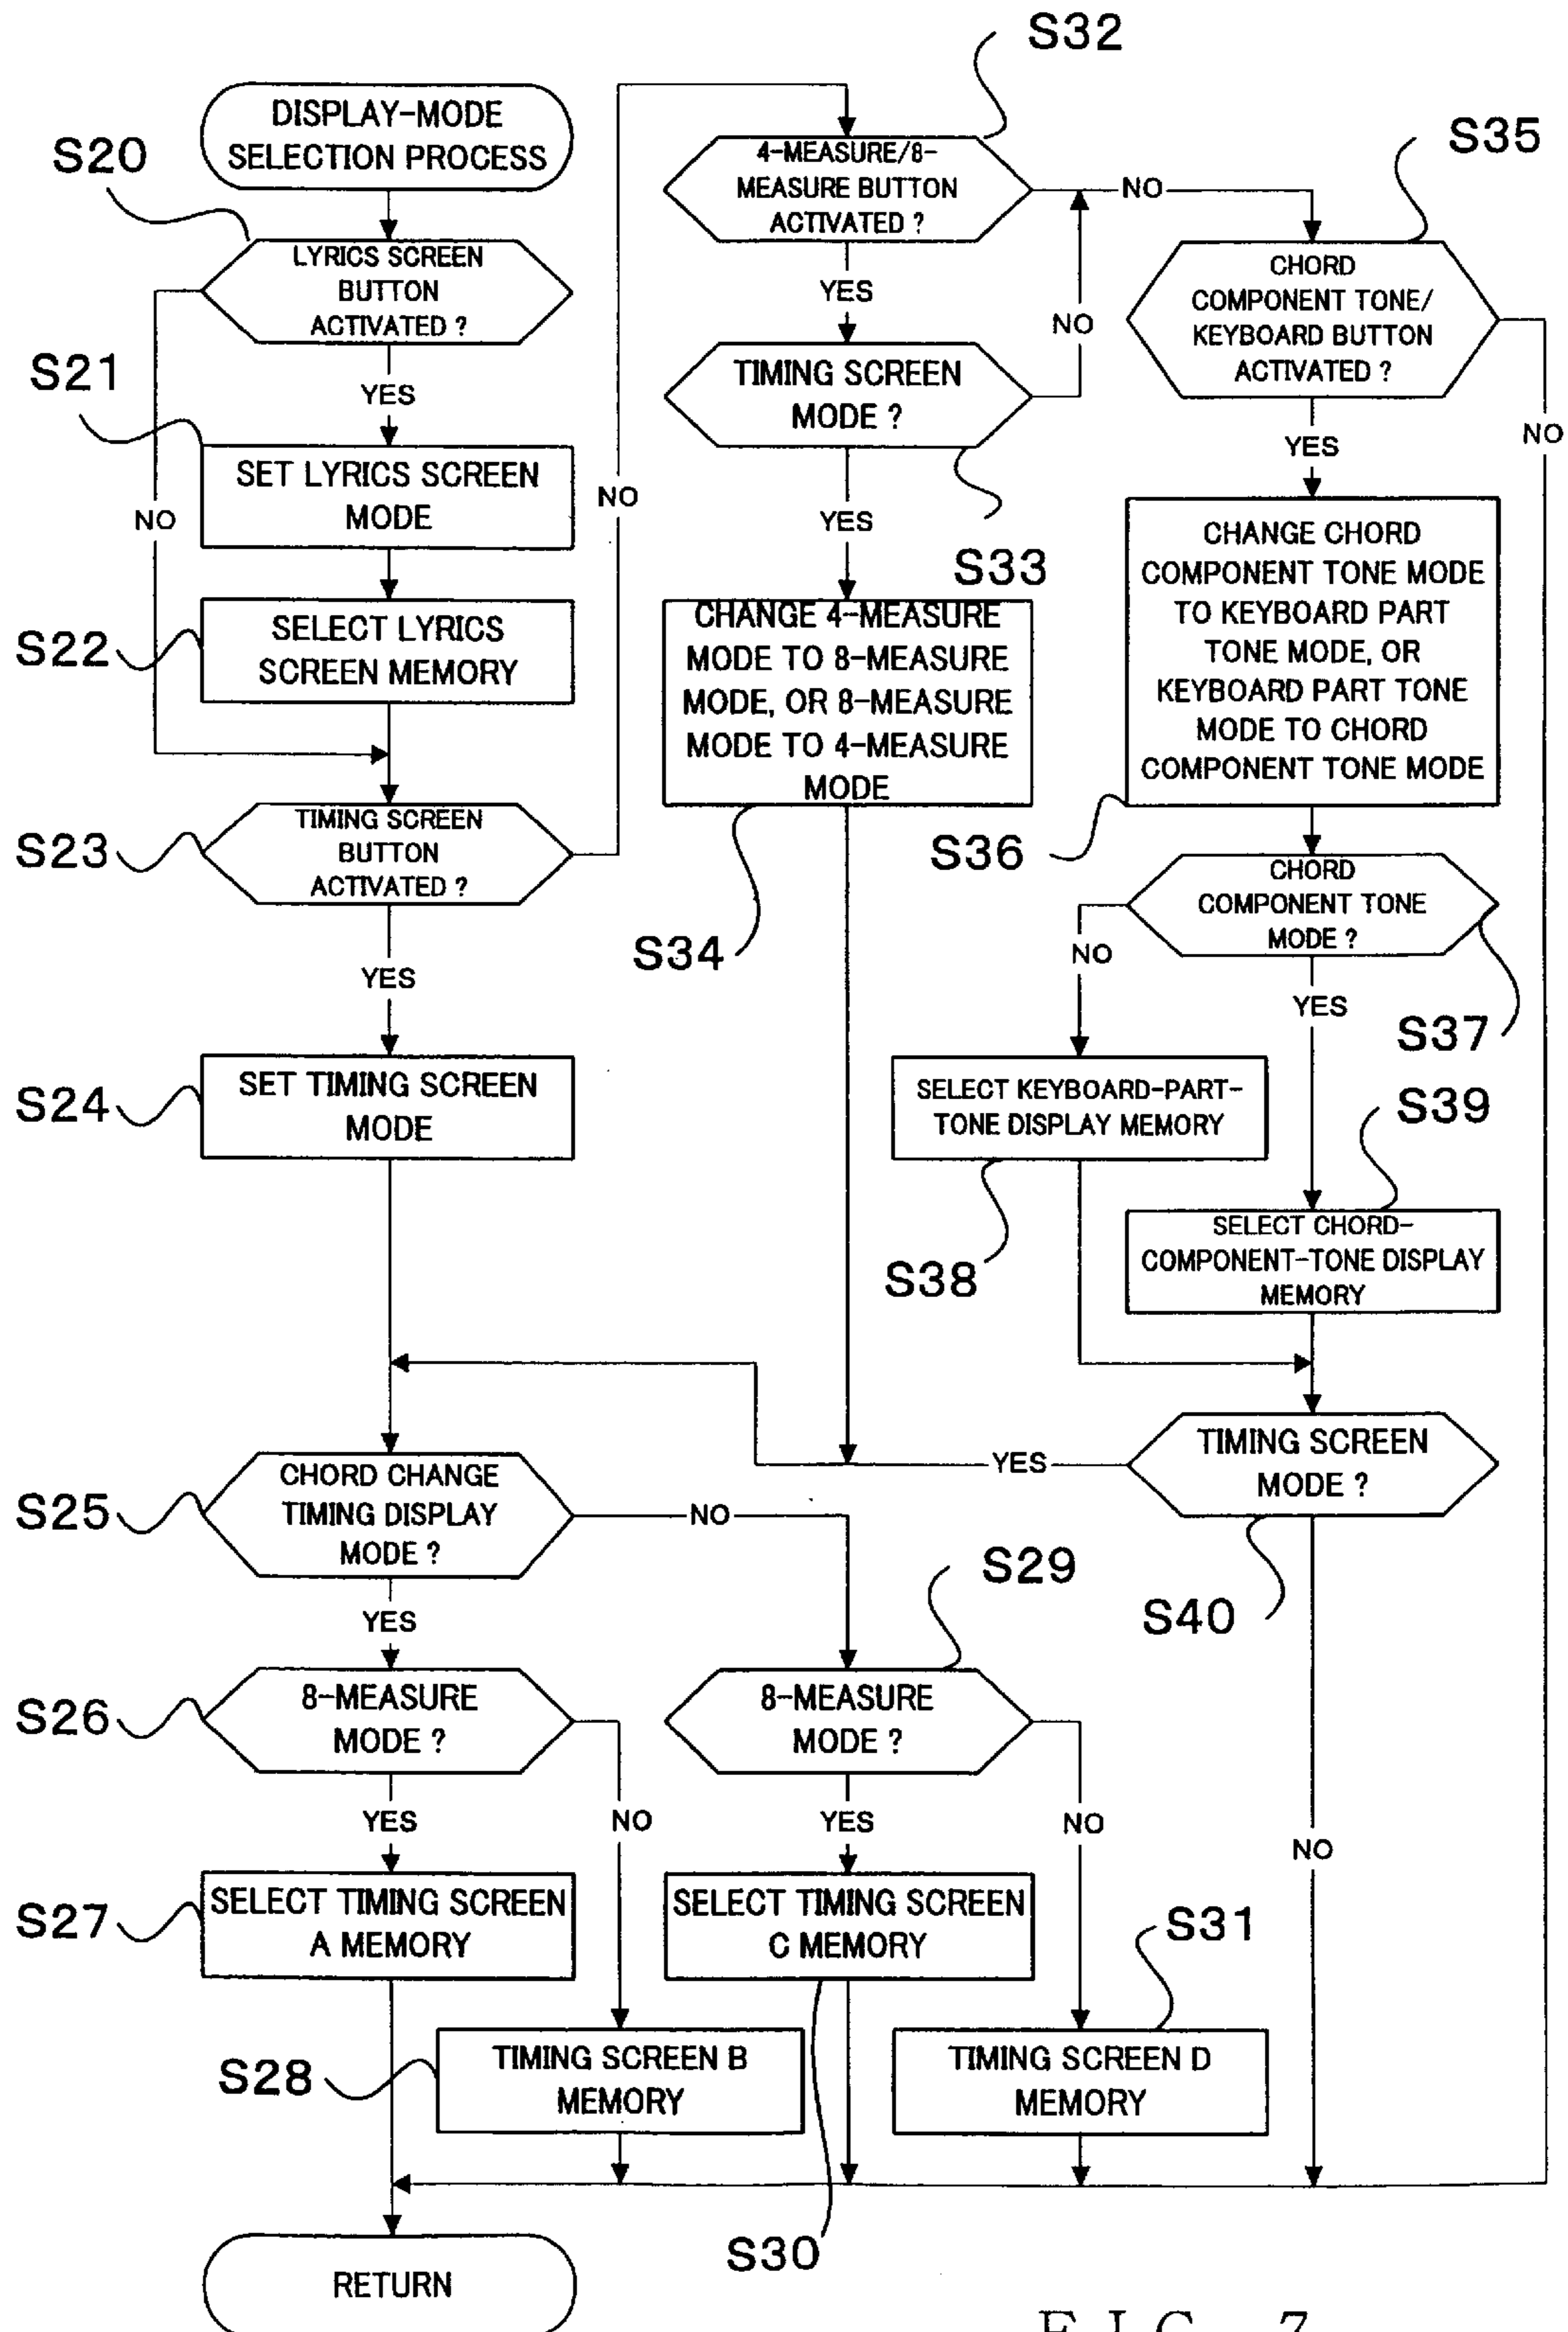 DISPLAY-MODE
SELECTION PROCESS
S20
LYRICS SCREEN
BUTTON
ACTIVATED ?
NO
YES
S21
SET LYRICS SCREEN
MODE
S22
SELECT LYRICS
SCREEN MEMORY
S23
TIMING SCREEN
BUTTON
ACTIVATED ?
NO
YES
S24
SET TIMING SCREEN
MODE
S25
CHORD CHANGE
TIMING DISPLAY
MODE ?
NO
YES
S26
8-MEASURE
MODE ?
YES
NO
S27
SELECT TIMING SCREEN
A MEMORY
S28
TIMING SCREEN B
MEMORY
S29
8-MEASURE
MODE ?
YES
NO
SELECT TIMING SCREEN
C MEMORY
S30
S31
TIMING SCREEN D
MEMORY
RETURN
S32
4-MEASURE/8-
MEASURE BUTTON
ACTIVATED ?
NO
YES
TIMING SCREEN
MODE ?
NO
YES
S33
CHANGE 4-MEASURE
MODE TO 8-MEASURE
MODE, OR 8-MEASURE
MODE TO 4-MEASURE
MODE
S34
S35
CHORD
COMPONENT TONE/
KEYBOARD BUTTON
ACTIVATED ?
YES
NO
CHANGE CHORD
COMPONENT TONE MODE
TO KEYBOARD PART
TONE MODE, OR
KEYBOARD PART TONE
MODE TO CHORD
COMPONENT TONE MODE
S36
CHORD
COMPONENT TONE
MODE ?
NO
YES
S37
SELECT KEYBOARD-PART-
TONE DISPLAY MEMORY
S38
S39
SELECT CHORD-
COMPONENT-TONE DISPLAY
MEMORY
TIMING SCREEN
MODE ?
YES
S40
NO
FIG. 7